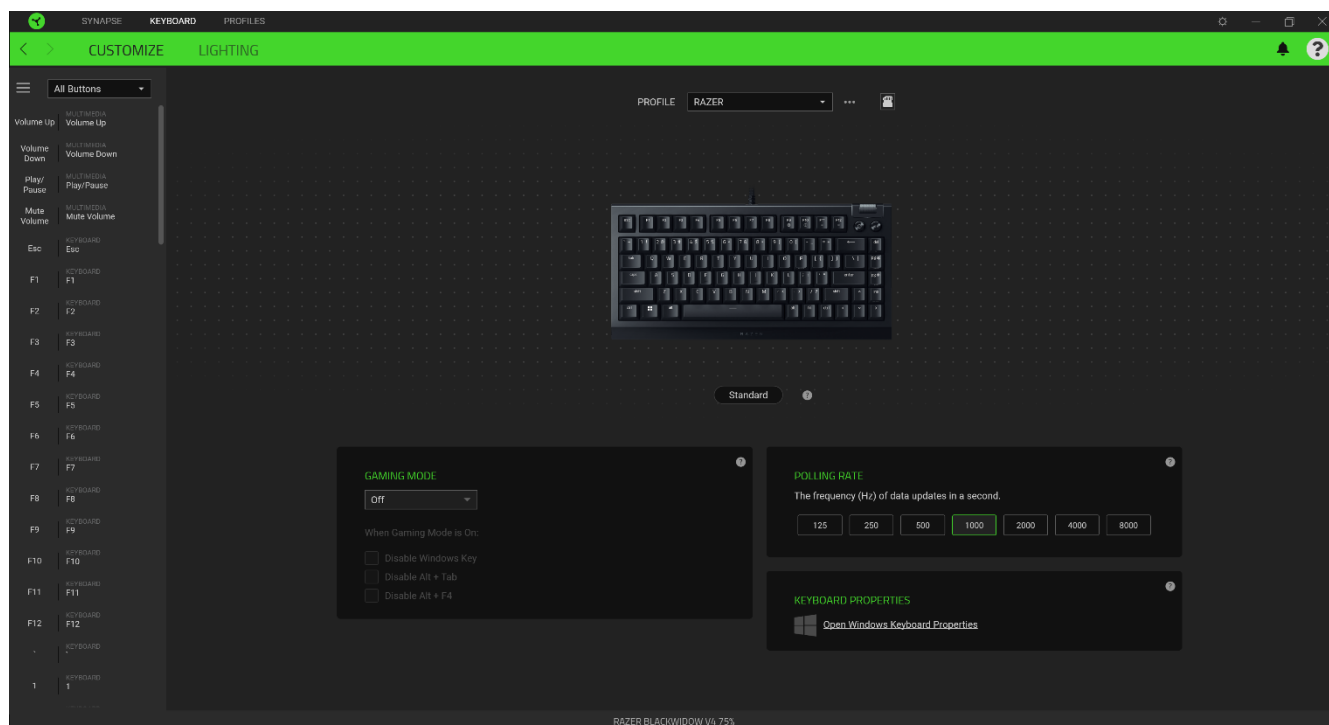 SYNAPSE KEYBOARD PROFILES
CUSTOMIZE LIGHTING
All Buttons
PROFILE RAZER
Volume Up MULTIMEDIA Volume Up
Volume Down MULTIMEDIA Volume Down
Play/Pause MULTIMEDIA Play/Pause
Mute Volume MULTIMEDIA Mute Volume
Esc KEYBOARD Esc
F1 KEYBOARD F1
F2 KEYBOARD F2
F3 KEYBOARD F3
F4 KEYBOARD F4
F5 KEYBOARD F5
F6 KEYBOARD F6
F7 KEYBOARD F7
F8 KEYBOARD F8
F9 KEYBOARD F9
F10 KEYBOARD F10
F11 KEYBOARD F11
F12 KEYBOARD F12
` KEYBOARD `
1 KEYBOARD 1
Standard
GAMING MODE
Off
When Gaming Mode is On:
Disable Windows Key
Disable Alt + Tab
Disable Alt + F4
POLLING RATE
The frequency (Hz) of data updates in a second.
125 250 500 1000 2000 4000 8000
KEYBOARD PROPERTIES
Open Windows Keyboard Properties
RAZER BLACKWIDOW V4 75%